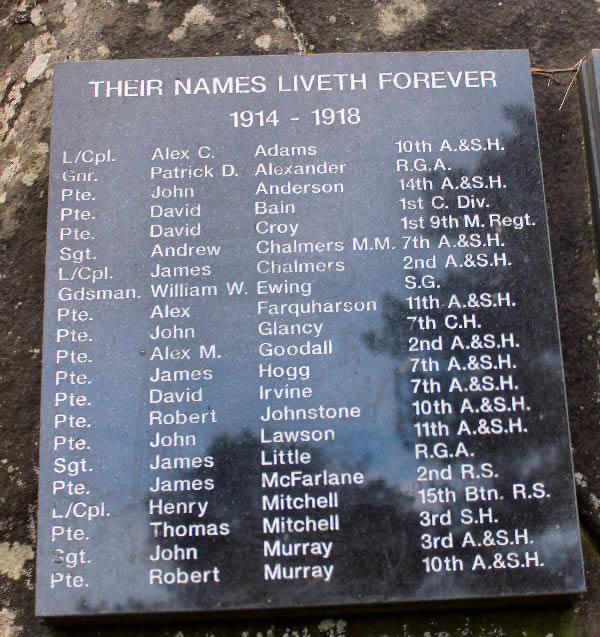 THEIR NAMES LIVETH FOREVER
1914 - 1918
L/Cpl. Alex C. Adams 10th A.&S.H.
Gnr. Patrick D. Alexander R.G.A.
Pte. John Anderson 14th A.&S.H.
Pte. David Bain 1st C. Div.
Pte. David Croy 1st 9th M. Regt.
Sgt. Andrew Chalmers M.M. 7th A.&S.H.
L/Cpl. James Chalmers 2nd A.&S.H.
Gdsman. William W. Ewing S.G.
Pte. Alex Farquharson 11th A.&S.H.
Pte. John Glancy 7th C.H.
Pte. Alex M. Goodall 2nd A.&S.H.
Pte. James Hogg 7th A.&S.H.
Pte. David Irvine 7th A.&S.H.
Pte. Robert Johnstone 10th A.&S.H.
Pte. John Lawson 11th A.&S.H.
Sgt. James Little R.G.A.
Pte. James McFarlane 2nd R.S.
L/Cpl. Henry Mitchell 15th Btn. R.S.
Pte. Thomas Mitchell 3rd S.H.
Sgt. John Murray 3rd A.&S.H.
Pte. Robert Murray 10th A.&S.H.